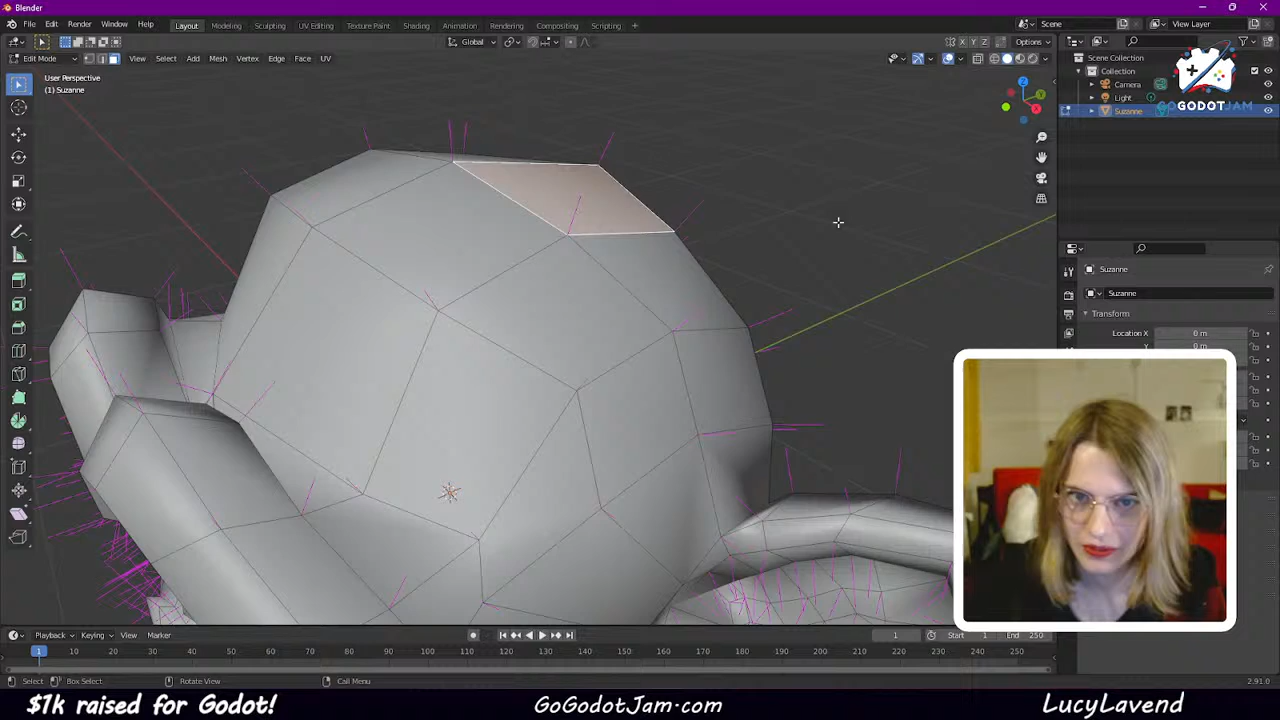 Blender
File Edit Render Window Help
Layout Modeling Sculpting UV Editing Texture Paint Shading Animation Rendering Compositing Scripting +
Scene
View Layer
Global
X Y Z
Options
Edit Mode
View Select Add Mesh Vertex Edge Face UV
User Perspective
(1) Suzanne
Scene Collection
Collection
Camera
Light
Suzanne
GOGODOTJAM
Suzanne
Suzanne
Transform
Location X 0 m
Y 0 m
Playback Keying View Marker
1
Start 1
End 250
1 10 20 30 40 50 60 70 80 90 100 110 120 130 140 150 160 170 180 190 200 210 220 230 240 250
Select
Box Select
Rotate View
Call Menu
2.91.0
$1k raised for Godot!
GoGodotJam.com
LucyLavend